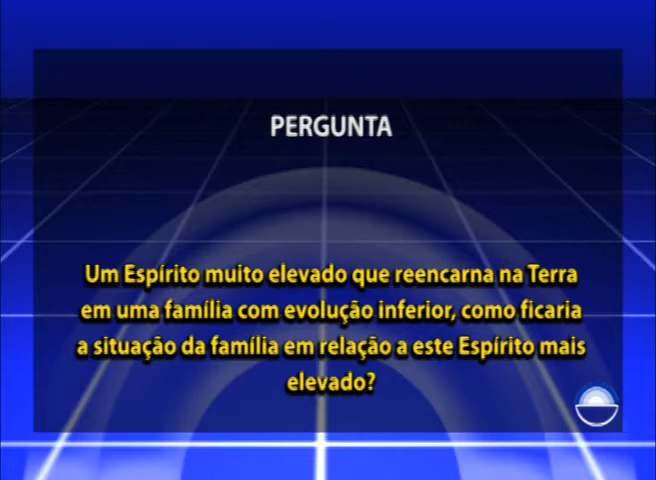 PERGUNTA
Um Espírito muito elevado que reencarna na Terra
em uma família com evolução inferior, como ficaria
a situação da família em relação a este Espírito mais
elevado?